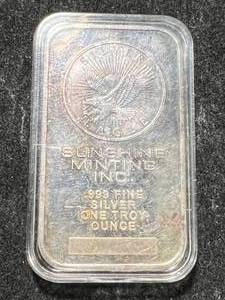 SUNSHINE
MINTING
INC.
.999 FINE
SILVER
ONE TROY
OUNCE